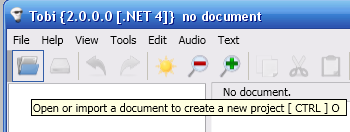 Tobi {2.0.0.0 [.NET 4]} no document
File Help View Tools Edit Audio Text
No document.
Open or import a document to create a new project [ CTRL ] O